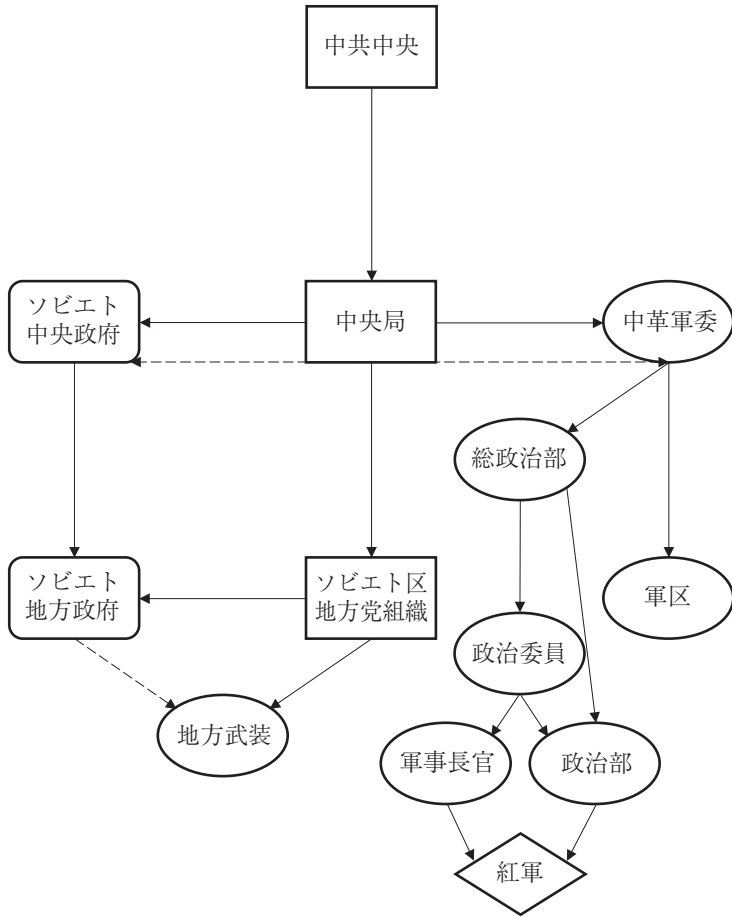 中共中央
ソビエト
中央政府
中央局
中革軍委
総政治部
ソビエト
地方政府
ソビエト区
地方党組織
軍区
政治委員
地方武装
軍事長官
政治部
紅軍